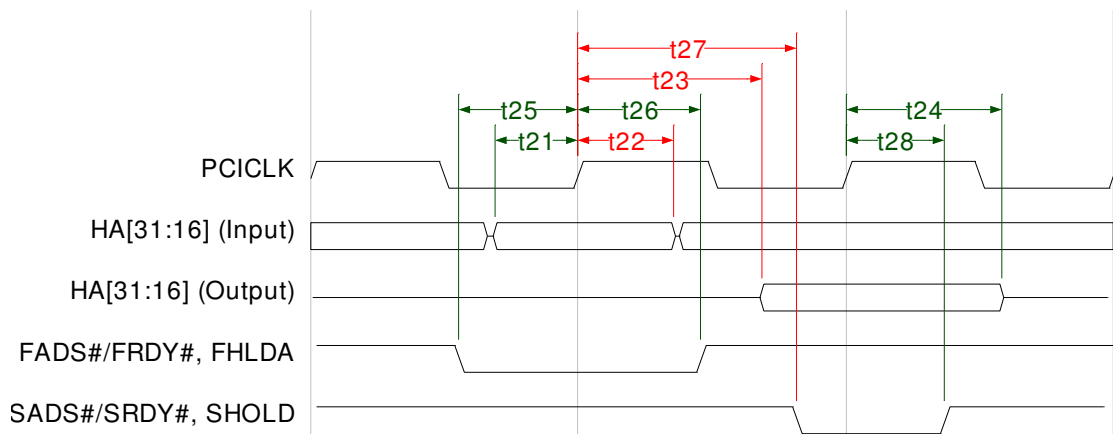 t27
t23
t25 t26 t24
t21 t22 t28
PCICLK
HA[31:16] (Input)
HA[31:16] (Output)
FADS#/FRDY#, FHLDA
SADS#/SRDY#, SHOLD